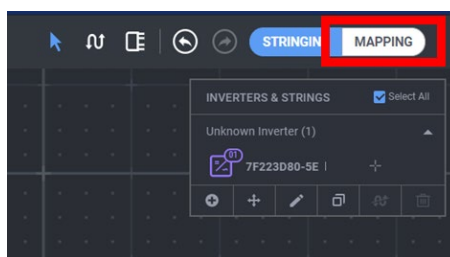 STRINGIN MAPPING
INVERTERS & STRINGS Select All
Unknown Inverter (1)
01
7F223D80-5E